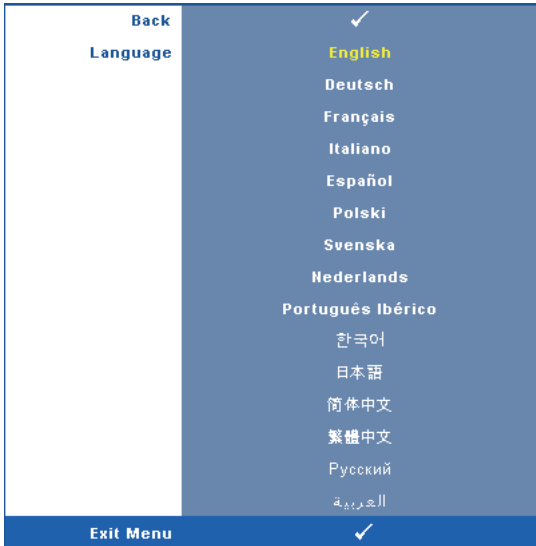 Back ✓
Language English
Deutsch
Français
Italiano
Español
Polski
Svenska
Nederlands
Português Ibérico
한국어
日本語
简体中文
繁體中文
Русский
العربية
Exit Menu ✓